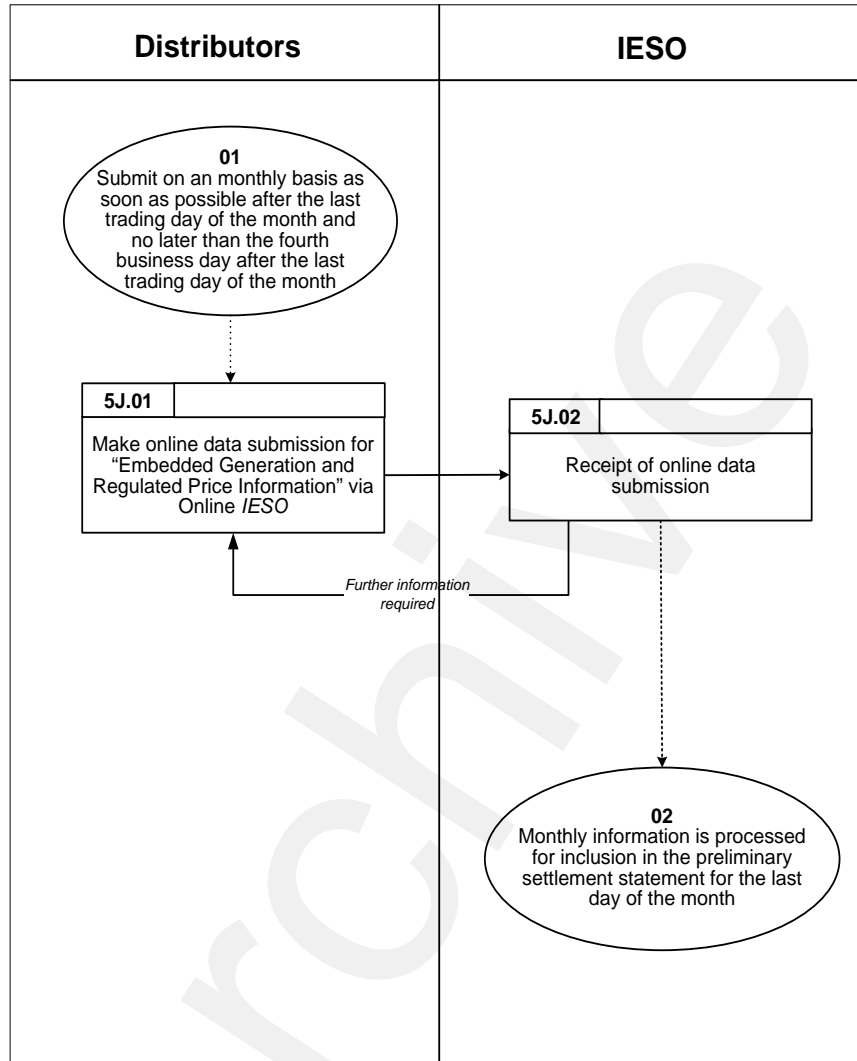 Distributors
IESO
01
Submit on an monthly basis as
soon as possible after the last
trading day of the month and
no later than the fourth
business day after the last
trading day of the month
5J.01
Make online data submission for
“Embedded Generation and
Regulated Price Information” via
Online IESO
5J.02
Receipt of online data
submission
Further information
required
02
Monthly information is processed
for inclusion in the preliminary
settlement statement for the last
day of the month
rchive